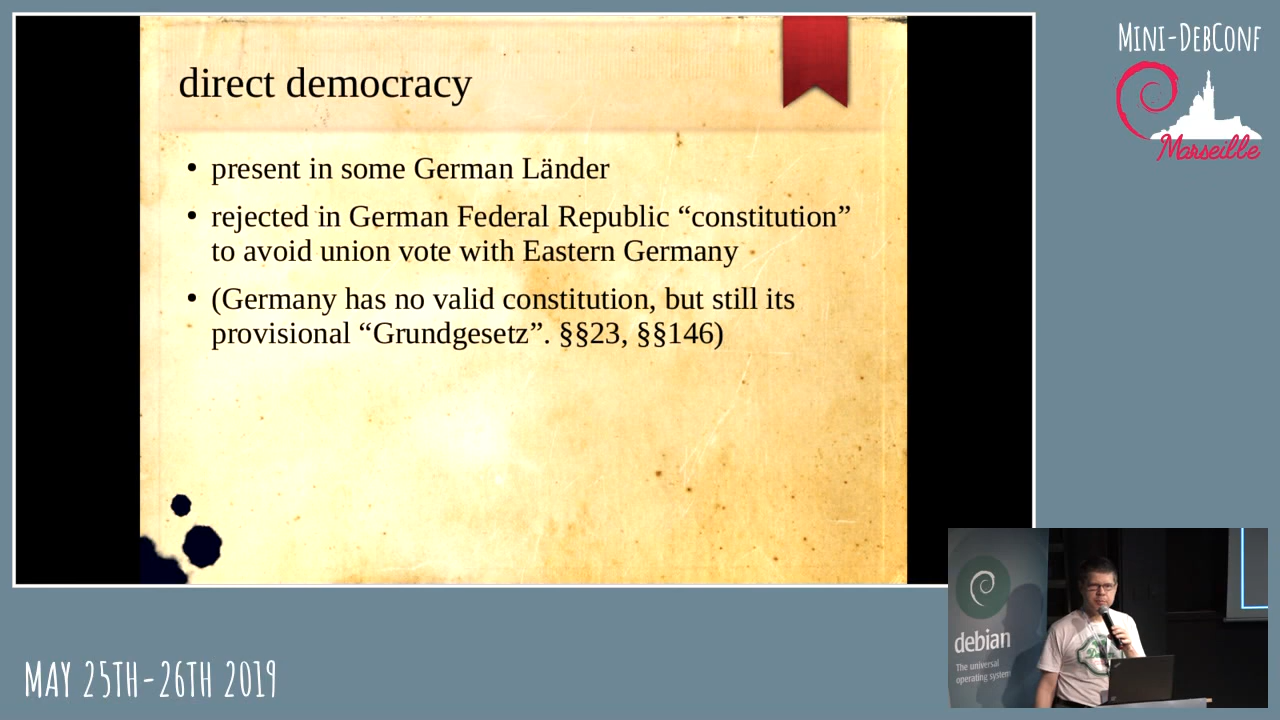 direct democracy
• present in some German Länder
• rejected in German Federal Republic “constitution”
to avoid union vote with Eastern Germany
• (Germany has no valid constitution, but still its
provisional “Grundgesetz”. §§23, §§146)
Mini-DebConf
Marseille
debian
The universal
operating system
MAY 25TH-26TH 2019